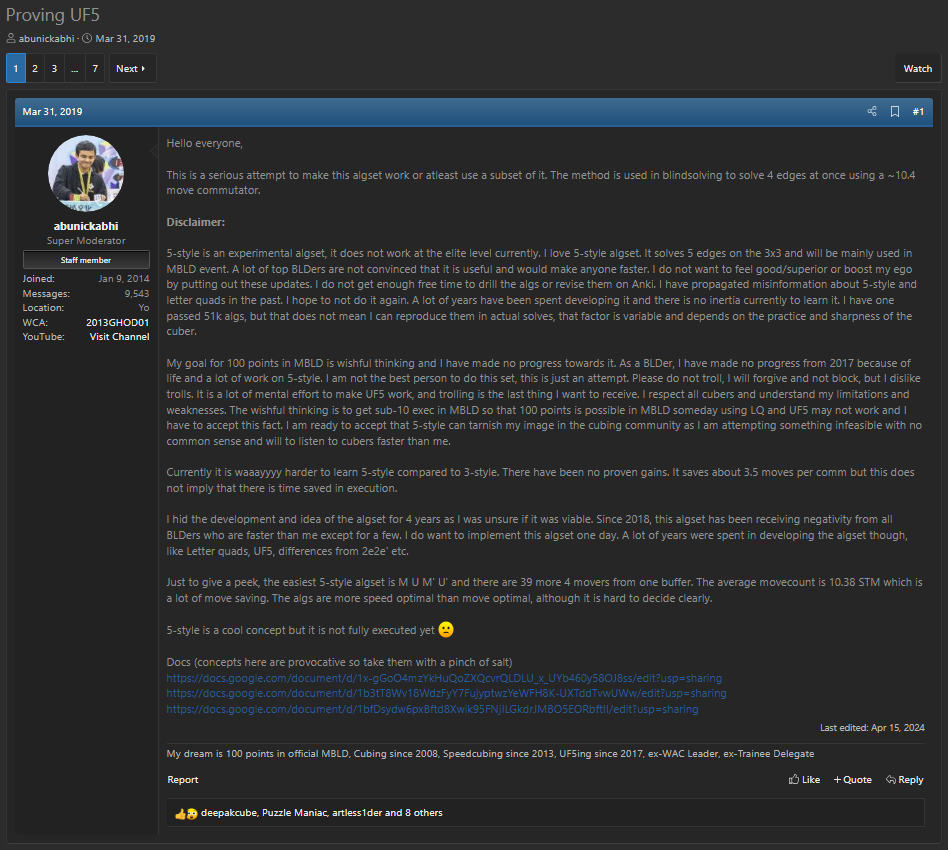 Proving UF5
abunickabhi · Mar 31, 2019
1 2 3 ... 7 Next
Watch
Mar 31, 2019
#1
abunickabhi
Super Moderator
Staff member
Joined: Jan 9, 2014
Messages: 9,543
Location: Yo
WCA: 2013GHOD01
YouTube: Visit Channel
Hello everyone,
This is a serious attempt to make this algset work or atleast use a subset of it. The method is used in blindsolving to solve 4 edges at once using a ~10.4
move commutator.
Disclaimer:
5-style is an experimental algset, it does not work at the elite level currently. I love 5-style algset. It solves 5 edges on the 3x3 and will be mainly used in
MBLD event. A lot of top BLDers are not convinced that it is useful and would make anyone faster. I do not want to feel good/superior or boost my ego
by putting out these updates. I do not get enough free time to drill the algs or revise them on Anki. I have propagated misinformation about 5-style and
letter quads in the past. I hope to not do it again. A lot of years have been spent developing it and there is no inertia currently to learn it. I have one
passed 51k algs, but that does not mean I can reproduce them in actual solves, that factor is variable and depends on the practice and sharpness of the
cuber.
My goal for 100 points in MBLD is wishful thinking and I have made no progress towards it. As a BLDer, I have made no progress from 2017 because of
life and a lot of work on 5-style. I am not the best person to do this set, this is just an attempt. Please do not troll, I will forgive and not block, but I dislike
trolls. It is a lot of mental effort to make UF5 work, and trolling is the last thing I want to receive. I respect all cubers and understand my limitations and
weaknesses. The wishful thinking is to get sub-10 exec in MBLD so that 100 points is possible in MBLD someday using LQ and UF5 may not work and I
have to accept this fact. I am ready to accept that 5-style can tarnish my image in the cubing community as I am attempting something infeasible with no
common sense and will to listen to cubers faster than me.
Currently it is waaayyyy harder to learn 5-style compared to 3-style. There have been no proven gains. It saves about 3.5 moves per comm but this does
not imply that there is time saved in execution.
I hid the development and idea of the algset for 4 years as I was unsure if it was viable. Since 2018, this algset has been receiving negativity from all
BLDers who are faster than me except for a few. I do want to implement this algset one day. A lot of years were spent in developing the algset though,
like Letter quads, UF5, differences from 2e2e' etc.
Just to give a peek, the easiest 5-style algset is M U M' U' and there are 39 more 4 movers from one buffer. The average movecount is 10.38 STM which is
a lot of move saving. The algs are more speed optimal than move optimal, although it is hard to decide clearly.
5-style is a cool concept but it is not fully executed yet
Docs (concepts here are provocative so take them with a pinch of salt)
https://docs.google.com/document/d/1x-gGoO4mzYkHuQoZXQcvrQLDLU_x_UYb460y58OJ8ss/edit?usp=sharing
https://docs.google.com/document/d/1b3tT8Wv18WdzFyY7FujyptwzYeWFH8K-UXTddTvwUWw/edit?usp=sharing
https://docs.google.com/document/d/1bfDsydw6pxBftd8Xwik95FNjILGkdrJMBO5EORbftII/edit?usp=sharing
Last edited: Apr 15, 2024
My dream is 100 points in official MBLD, Cubing since 2008, Speedcubing since 2013, UF5ing since 2017, ex-WAC Leader, ex-Trainee Delegate
Report
Like + Quote Reply
deepakcube, Puzzle Maniac, artless1der and 8 others